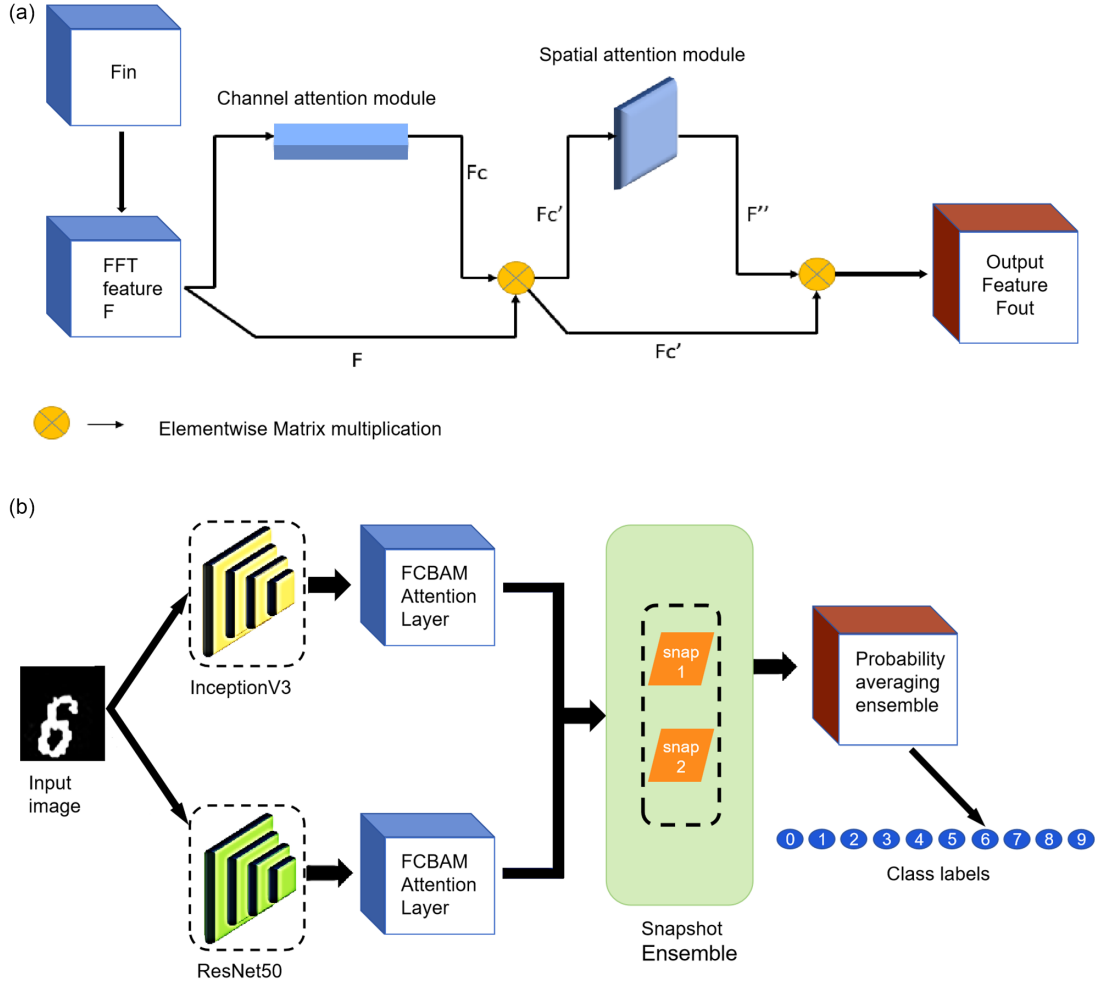 (a)
Fin
Channel attention module
Spatial attention module
Fc
Fc’
F’’
FFT
feature
F
F
Fc’
Output
Feature
Fout
Elementwise Matrix multiplication
(b)
InceptionV3
FCBAM
Attention
Layer
Input
image
ResNet50
FCBAM
Attention
Layer
snap
1
snap
2
Snapshot
Ensemble
Probability
averaging
ensemble
0 1 2 3 4 5 6 7 8 9
Class labels